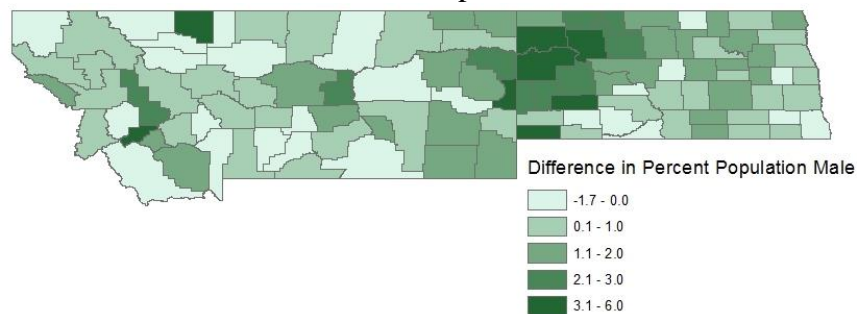 Difference in Percent Population Male
-1.7 - 0.0
0.1 - 1.0
1.1 - 2.0
2.1 - 3.0
3.1 - 6.0